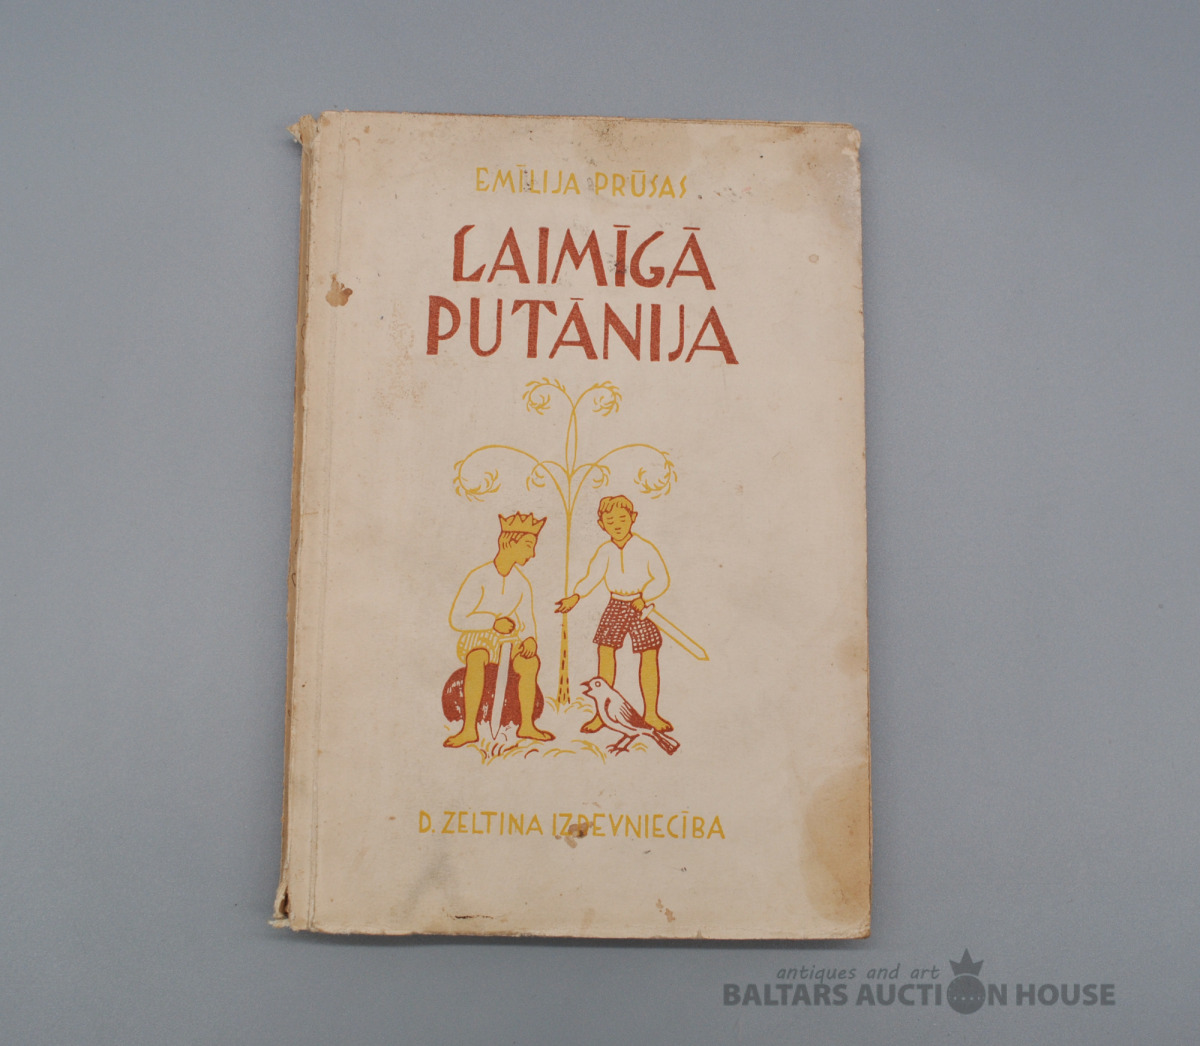 EMĪLIJA PRŪSAS
LAIMĪGĀ
PUTĀNIJA
D. ZELTIŅA IZDEVNIECĪBA
antiques and art
BALTARS AUCTION HOUSE